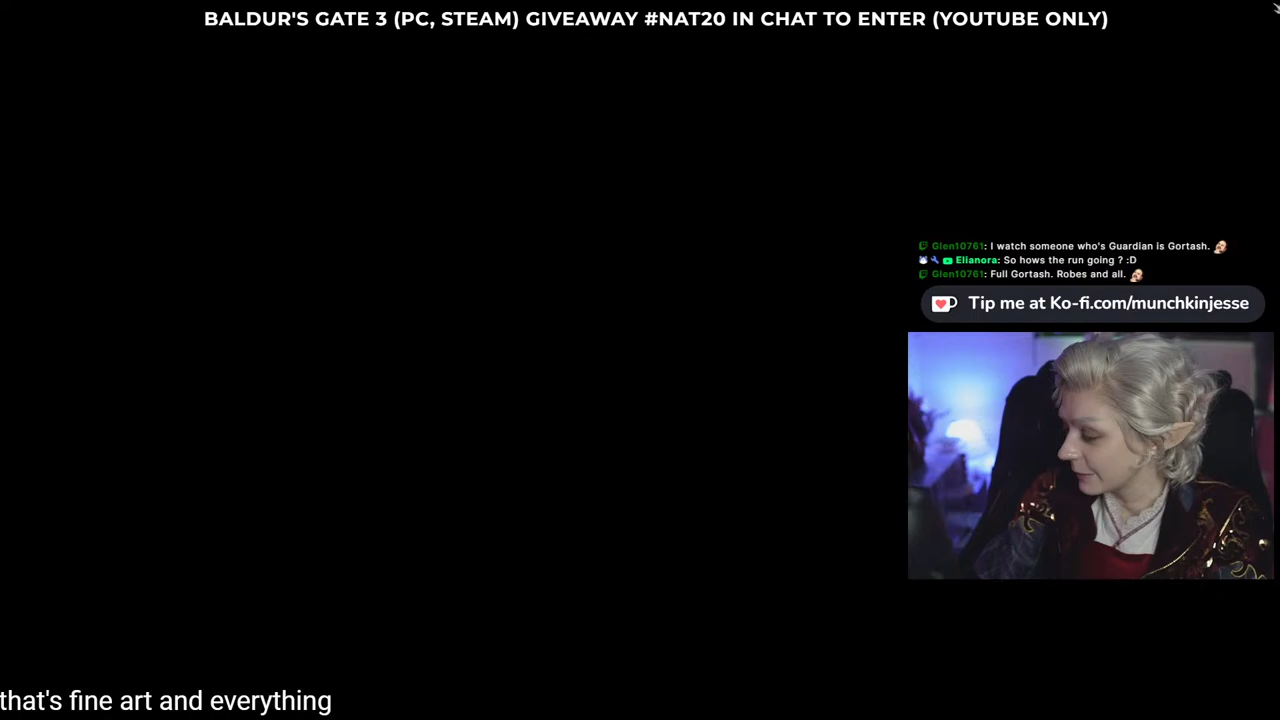 BALDUR'S GATE 3 (PC, STEAM) GIVEAWAY #NAT20 IN CHAT TO ENTER (YOUTUBE ONLY)
Glen10761: I watch someone who's Guardian is Gortash.
Elianora: So hows the run going ? :D
Glen10761: Full Gortash. Robes and all.
Tip me at Ko-fi.com/munchkinjesse
that's fine art and everything